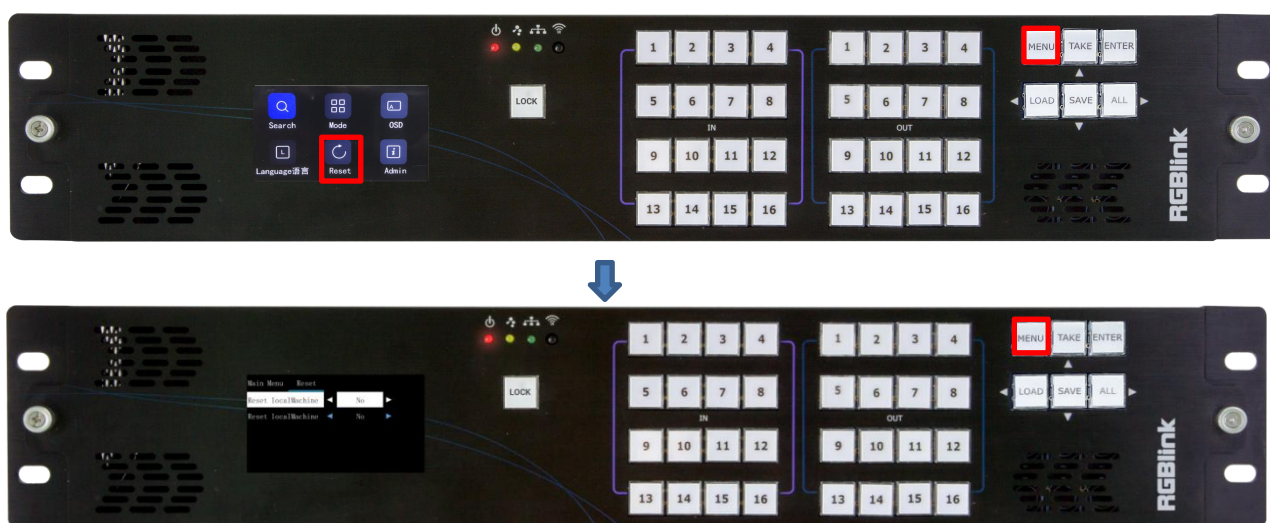 1 2 3 4 1 2 3 4 MENU TAKE ENTER
LOCK 5 6 7 8 5 6 7 8 LOAD SAVE ALL
Search Mode OSD
IN OUT
9 10 11 12 9 10 11 12
Language语言 Reset Admin
13 14 15 16 13 14 15 16
RGBlink
1 2 3 4 1 2 3 4 MENU TAKE ENTER
Main Menu Reset
Reset localMachine No
LOCK 5 6 7 8 5 6 7 8 LOAD SAVE ALL
Reset localMachine No
IN OUT
9 10 11 12 9 10 11 12
13 14 15 16 13 14 15 16
RGBlink